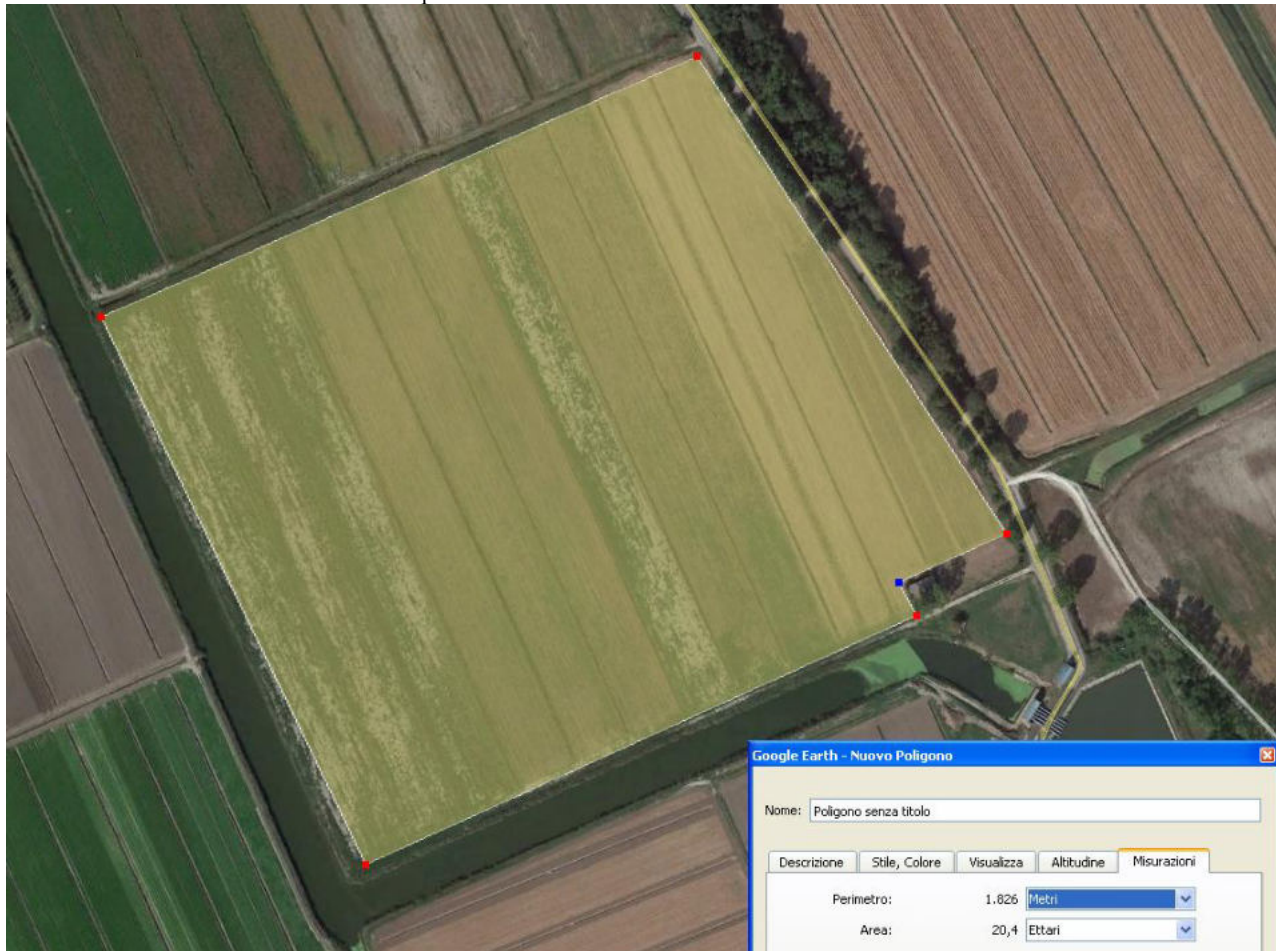 Google Earth - Nuovo Poligono
Nome: Poligono senza titolo
Descrizione Stile, Colore Visualizza Altitudine Misurazioni
Perimetro: 1.826 Metri
Area: 20,4 Ettari